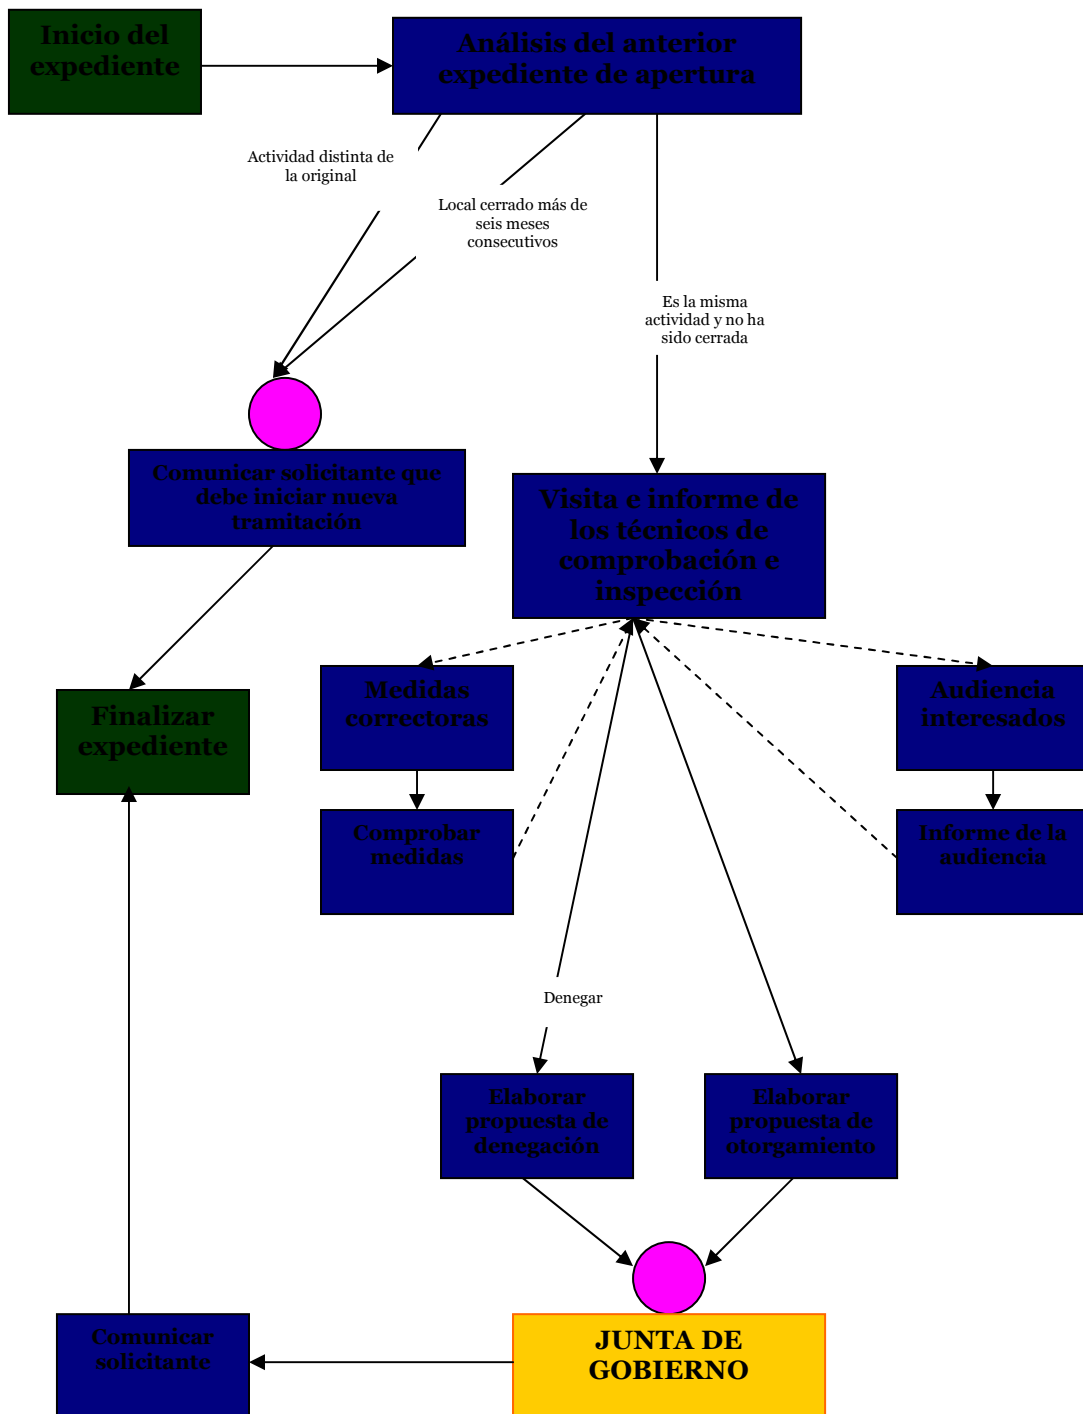 Inicio del
expediente
Análisis del anterior
expediente de apertura
Actividad distinta de
la original
Local cerrado más de
seis meses
consecutivos
Es la misma
actividad y no ha
sido cerrada
Comunicar solicitante que
debe iniciar nueva
tramitación
Visita e informe de
los técnicos de
comprobación e
inspección
Finalizar
expediente
Medidas
correctoras
Audiencia
interesados
Comprobar
medidas
Informe de la
audiencia
Denegar
Elaborar
propuesta de
denegación
Elaborar
propuesta de
otorgamiento
Comunicar
solicitante
JUNTA DE
GOBIERNO